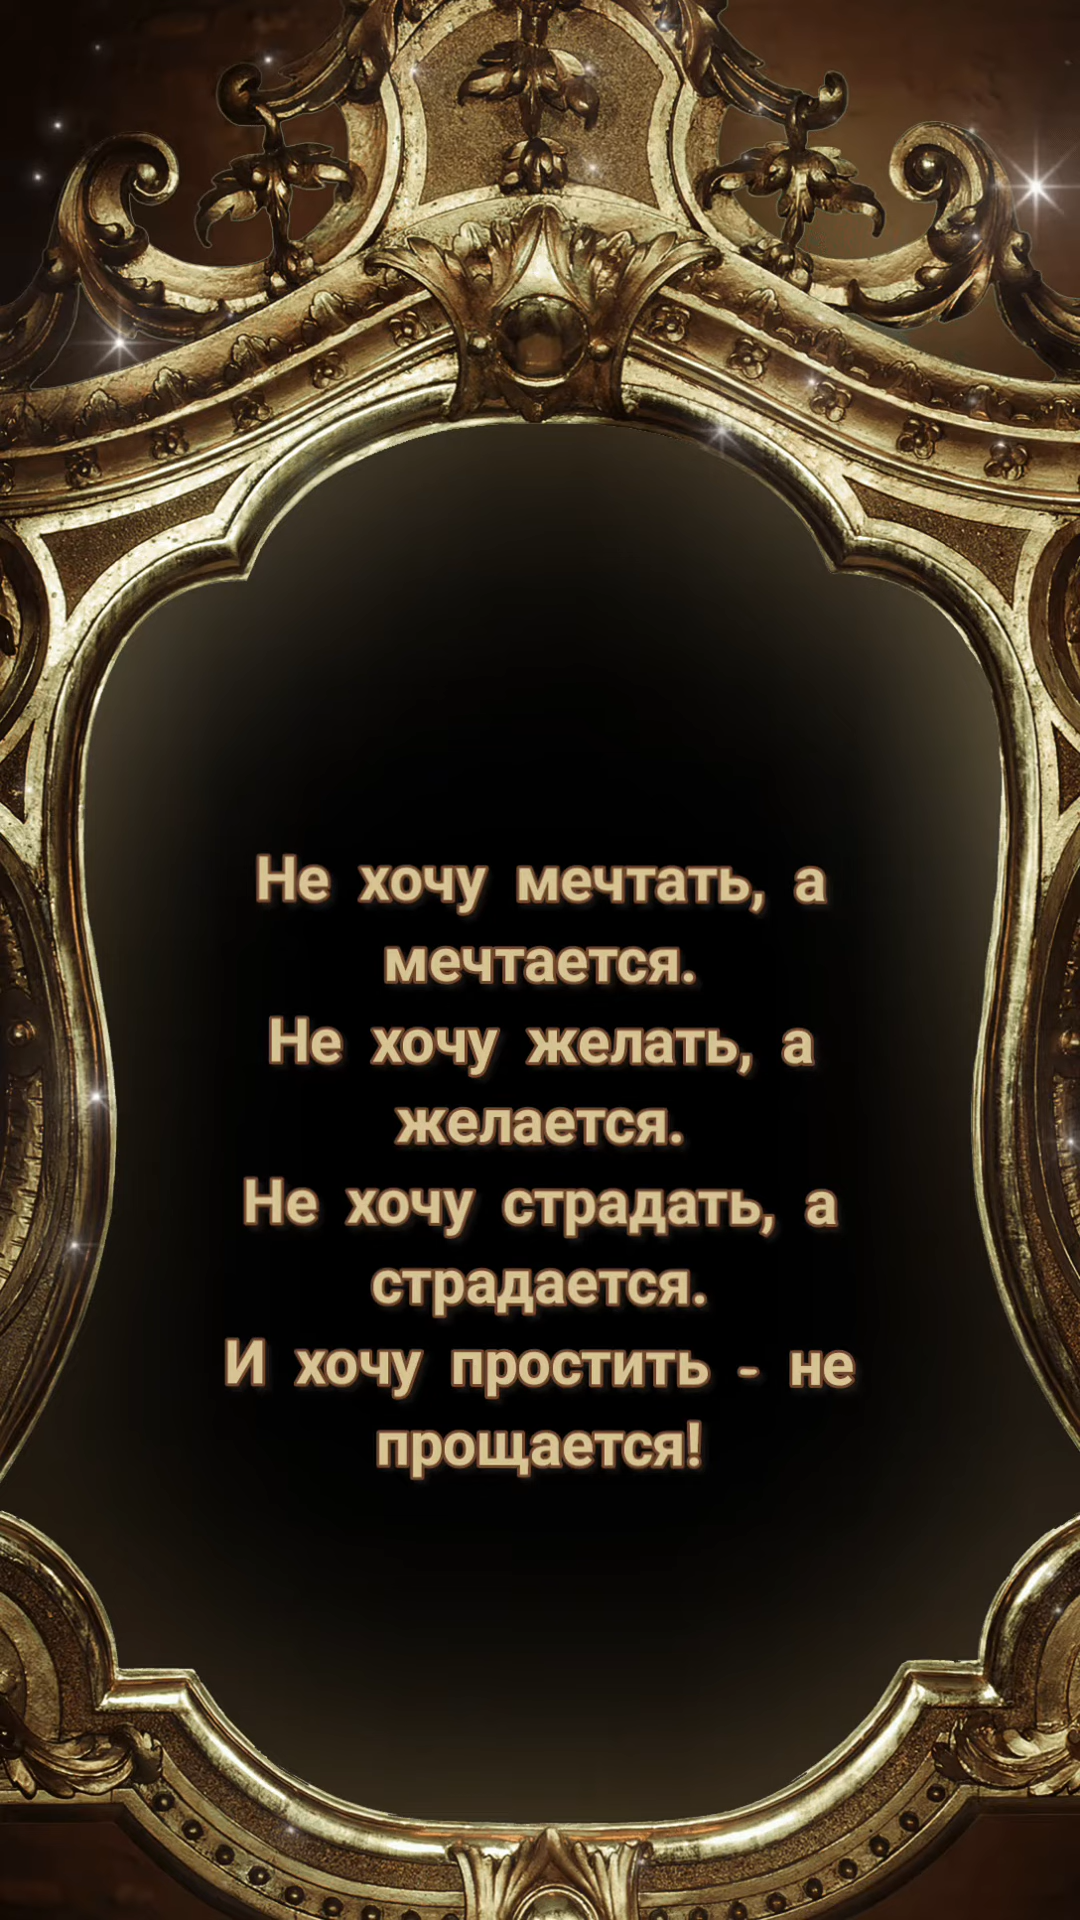 Не хочу мечтать, а
мечтается.
Не хочу желать, а
желается.
Не хочу страдать, а
страдается.
И хочу простить - не
прощается!